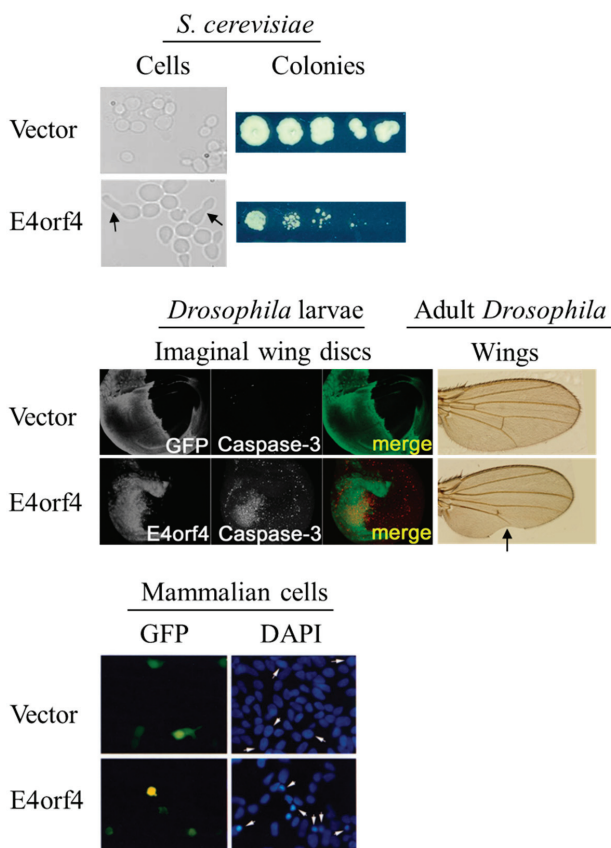 S. cerevisiae
Cells Colonies
Vector
E4orf4
Drosophila larvae Adult Drosophila
Imaginal wing discs Wings
Vector
GFP Caspase-3 merge
E4orf4
E4orf4 Caspase-3 merge
Mammalian cells
GFP DAPI
Vector
E4orf4